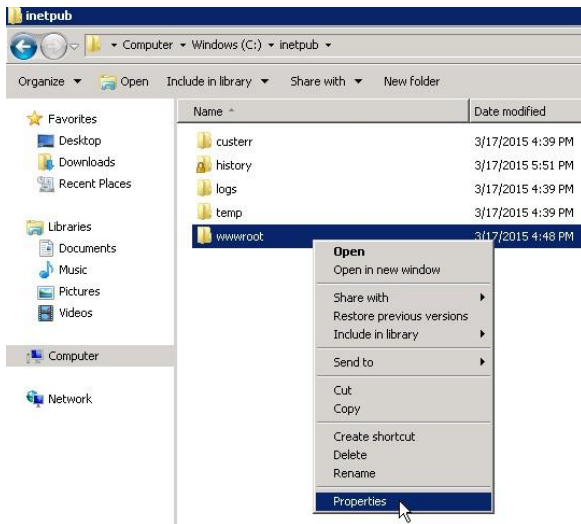 inetpub
Computer Windows (C:) inetpub
Organize Open Include in library Share with New folder
Name Date modified
Favorites
Desktop
Downloads
Recent Places
Libraries
Documents
Music
Pictures
Videos
Computer
Network
custerr 3/17/2015 4:39 PM
history 3/17/2015 5:51 PM
logs 3/17/2015 4:39 PM
temp 3/17/2015 4:39 PM
wwwroot 3/17/2015 4:48 PM
Open
Open in new window
Share with
Restore previous versions
Include in library
Send to
Cut
Copy
Create shortcut
Delete
Rename
Properties